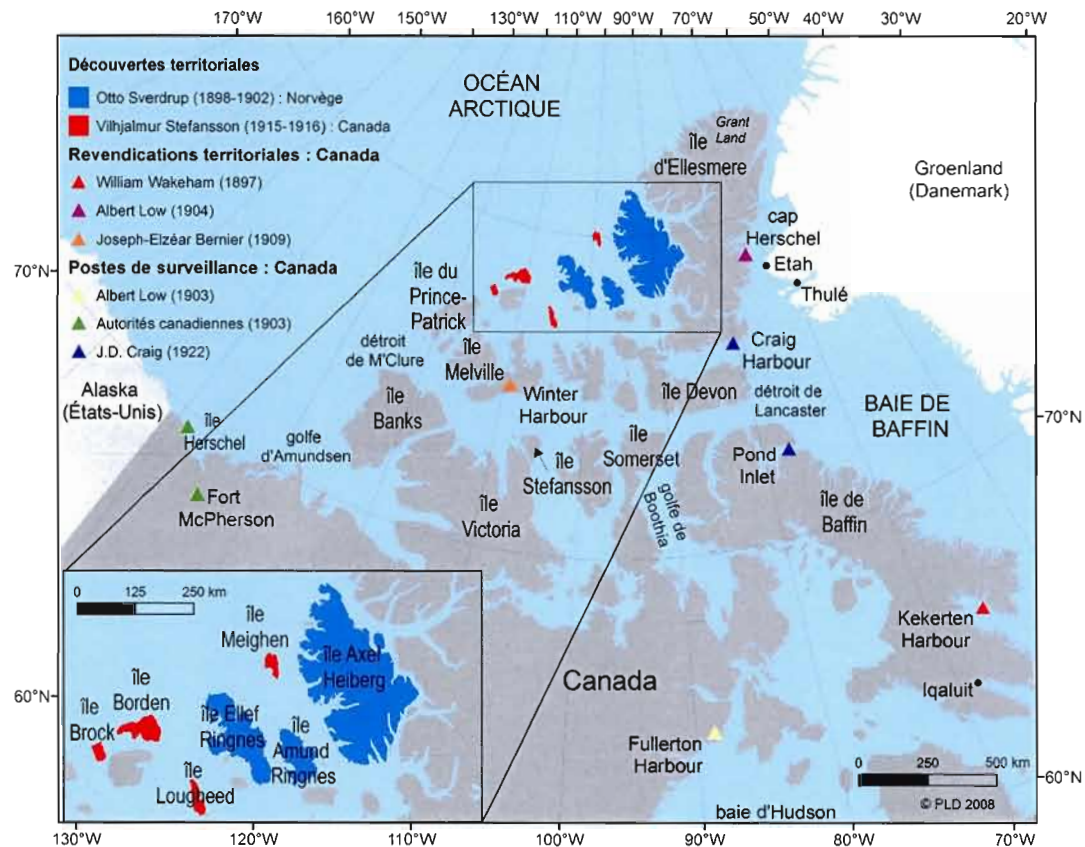 170°W 160°W 150°W 140°W 130°W 110°W 90°W 80°W 70°W 60°W 50°W 40°W 30°W 20°W
Découvertes territoriales
Otto Sverdrup (1898-1902) : Norvège
Vilhjalmur Stefansson (1915-1916) : Canada
Revendications territoriales : Canada
William Wakeham (1897)
Albert Low (1904)
Joseph-Elzéar Bernier (1909)
Postes de surveillance : Canada
Albert Low (1903)
Autorités canadiennes (1903)
J.D. Craig (1922)
OCÉAN
ARCTIQUE
Grant
Land
île
d'Ellesmere
Groenland
(Danemark)
cap
Herschel
Etah
Thulé
70°N
île du
Prince-
Patrick
détroit
de M'Clure
île
Melville
Winter
Harbour
Craig
Harbour
île Devon
détroit de
Lancaster
BAIE DE
BAFFIN
70°N
Alaska
(États-Unis)
île
Herschel
golfe
d'Amundsen
île
Banks
île
Somerset
île
Stefansson
Pond
Inlet
Fort
McPherson
île
Victoria
golfe de
Boothia
île de
Baffin
0 125 250 km
île
Meighen
île Axel
Heiberg
île
Borden
île
Brock
île Ellef
Ringnes
île
Amund
Ringnes
île
Lougheed
60°N
Canada
Kekerten
Harbour
Iqaluit
Fullerton
Harbour
0 250 500 km
60°N
© PLD 2008
baie d'Hudson
130°W 120°W 110°W 100°W 90°W 80°W 70°W